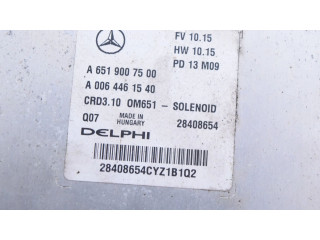 FV 10.15
HW 10.15
PD 13 M09
A 651 900 75 00
A 006 446 15 40
CRD3.10 OM651 - SOLENOID
Q07 MADE IN HUNGARY 28408654
DELPHI
28408654CYZ1B1Q2